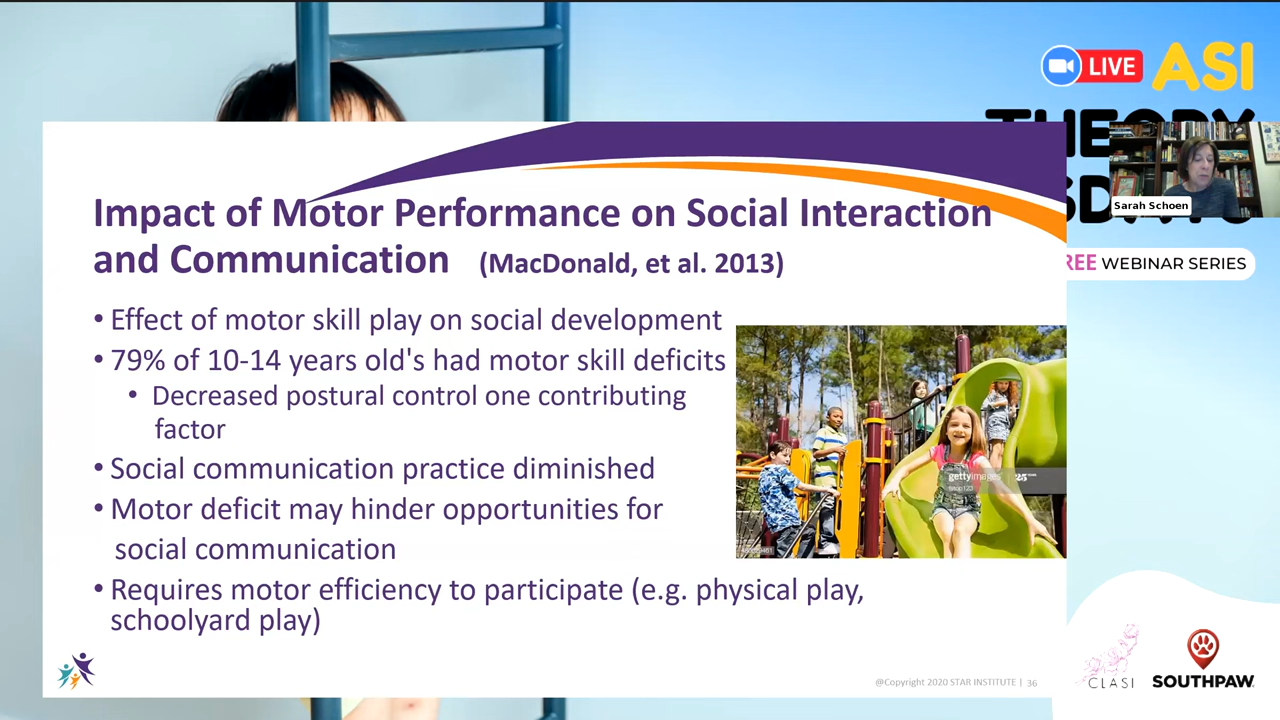 LIVE ASI
Sarah Schoen
REE WEBINAR SERIES
Impact of Motor Performance on Social Interaction
and Communication (MacDonald, et al. 2013)
• Effect of motor skill play on social development
• 79% of 10-14 years old's had motor skill deficits
• Decreased postural control one contributing
factor
• Social communication practice diminished
• Motor deficit may hinder opportunities for
social communication
• Requires motor efficiency to participate (e.g. physical play,
schoolyard play)
gettyimages
@Copyright 2020 STAR INSTITUTE | 36
CLASI
SOUTHPAW